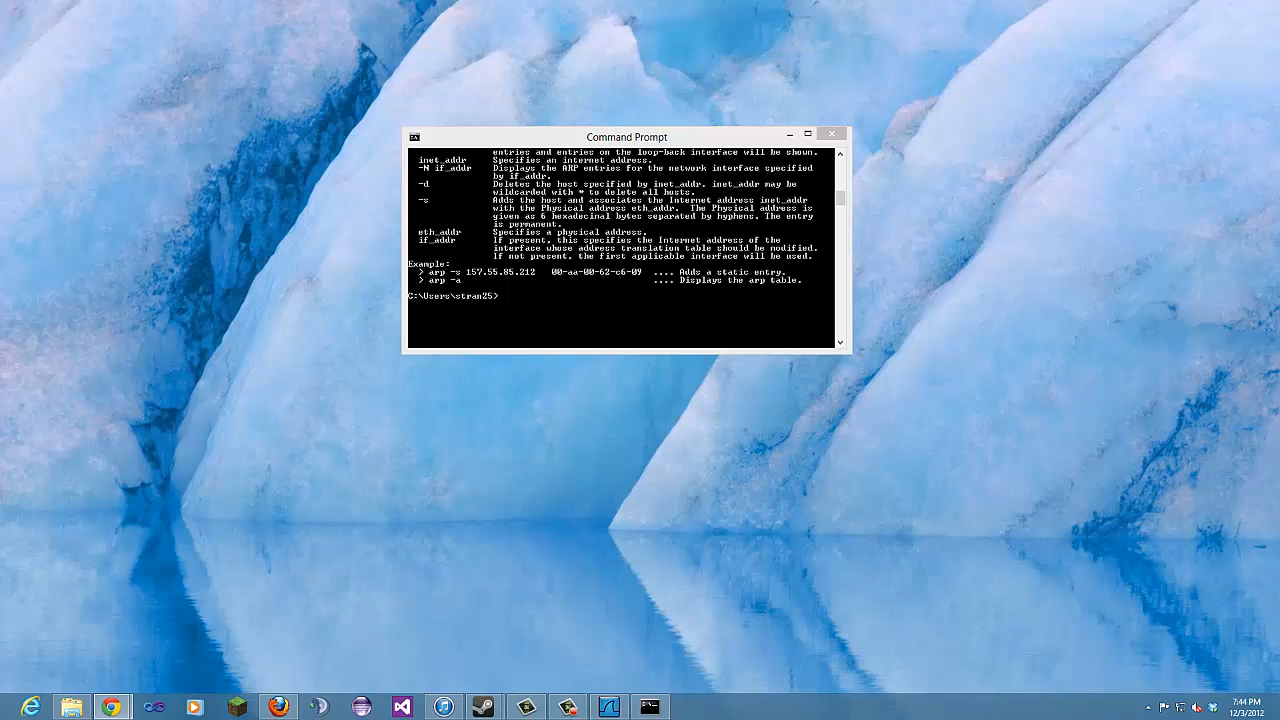 Command Prompt
entries and entries on the loop-back interface will be shown.
inet_addr Specifies an internet address.
-N if_addr Displays the ARP entries for the network interface specified
by if_addr.
-d Deletes the host specified by inet_addr. inet_addr may be
wildcarded with * to delete all hosts.
-s Adds the host and associates the Internet address inet_addr
with the Physical address eth_addr. The Physical address is
given as 6 hexadecimal bytes separated by hyphens. The entry
is permanent.
eth_addr Specifies a physical address.
if_addr If present, this specifies the Internet address of the
interface whose address translation table should be modified.
If not present, the first applicable interface will be used.
Example:
> arp -s 157.55.85.212 00-aa-00-62-c6-09 .... Adds a static entry.
> arp -a .... Displays the arp table.
C:\Users\stran25>
7:44 PM
12/3/2012